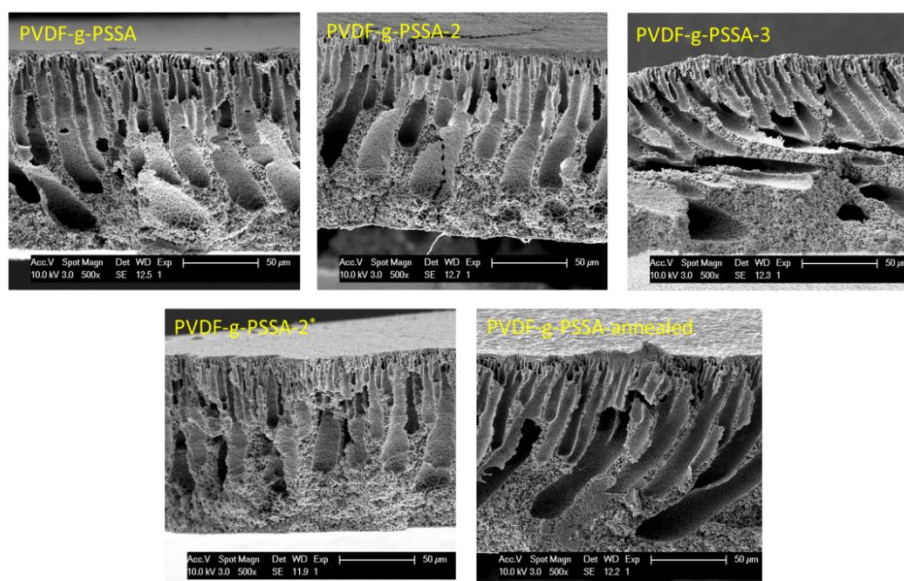 PVDF-g-PSSA
Acc.V Spot Magn Det WD Exp 50 µm
10.0 kV 3.0 500x SE 12.5 1
PVDF-g-PSSA-2
Acc.V Spot Magn Det WD Exp 50 µm
10.0 kV 3.0 500x SE 12.7 1
PVDF-g-PSSA-3
Acc.V Spot Magn Det WD Exp 50 µm
10.0 kV 3.0 500x SE 12.3 1
PVDF-g-PSSA-2*
Acc.V Spot Magn Det WD Exp 50 µm
10.0 kV 3.0 500x SE 11.9 1
PVDF-g-PSSA-annealed
Acc.V Spot Magn Det WD Exp 50 µm
10.0 kV 3.0 500x SE 12.2 1